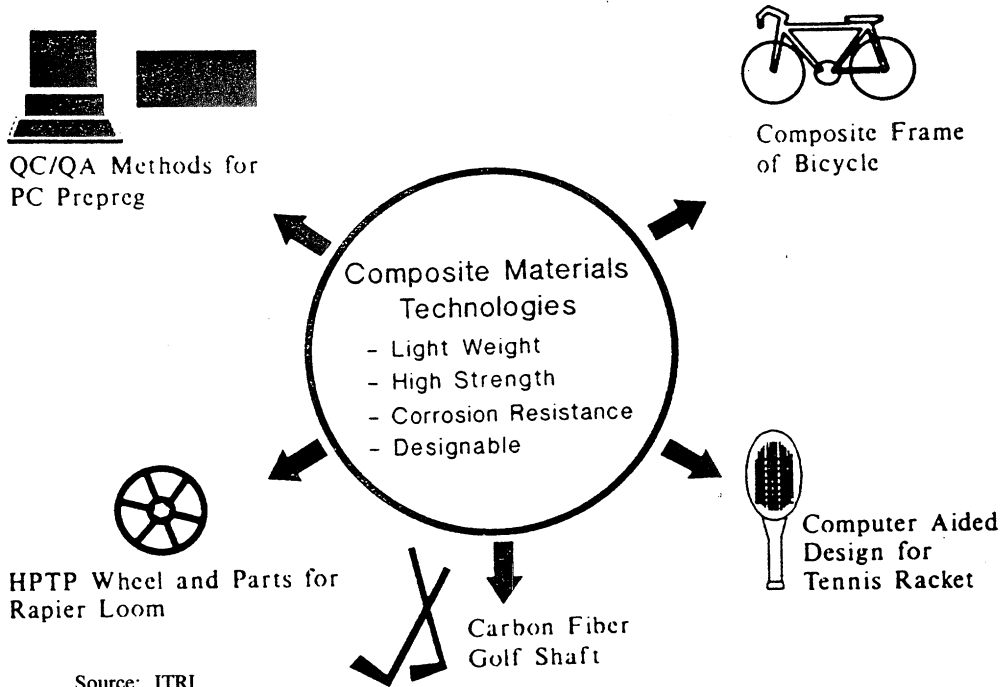 QC/QA Methods for
PC Prepreg
Composite Frame
of Bicycle
Composite Materials
Technologies
- Light Weight
- High Strength
- Corrosion Resistance
- Designable
HPTP Wheel and Parts for
Rapier Loom
Carbon Fiber
Golf Shaft
Computer Aided
Design for
Tennis Racket
Source: ITRI